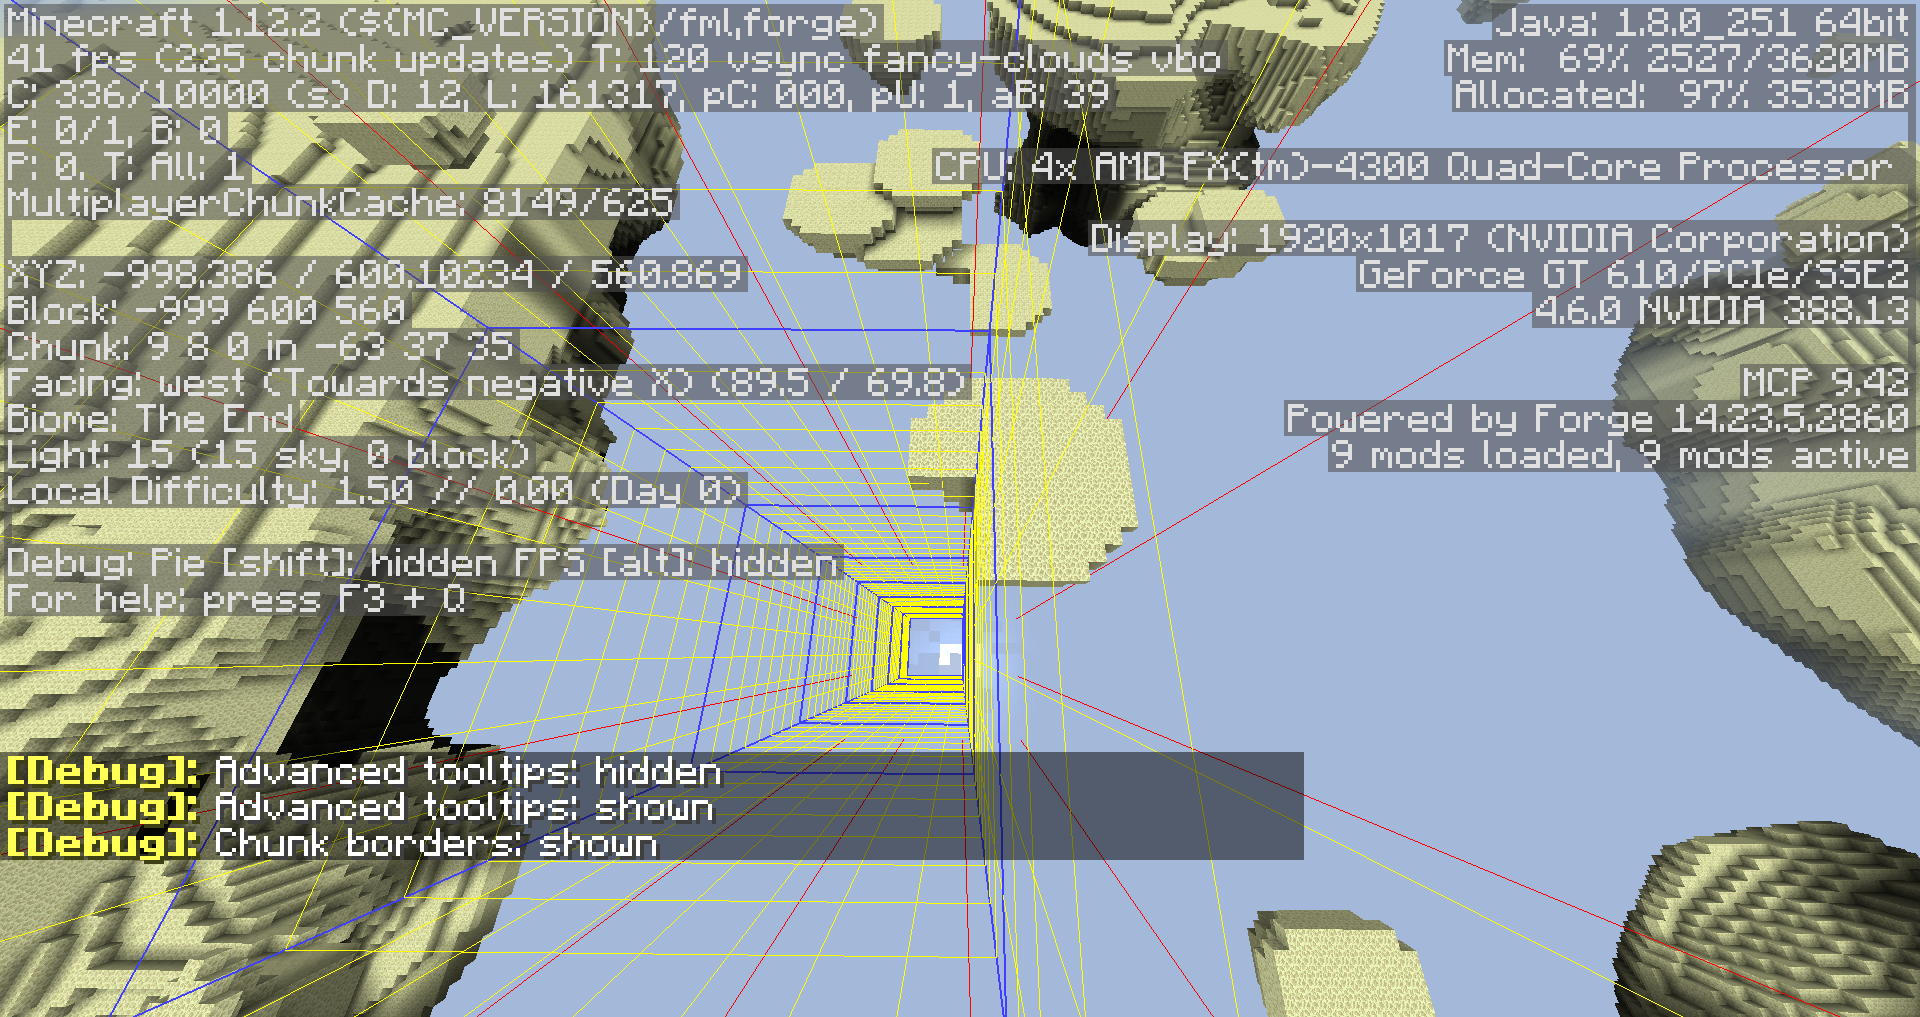 Minecraft 1.12.2 (${MC_VERSION}/fml,forge)
41 fps (225 chunk updates) T: 120 vsync fancy-clouds vbo
C: 336/10000 (s) D: 12, L: 161317, pC: 000, pU: 1, aB: 39
E: 0/1, B: 0
P: 0. T: All: 1
MultiplayerChunkCache: 8149/625
XYZ: -998.386 / 600.10234 / 560.869
Block: -999 600 560
Chunk: 9 8 0 in -63 37 35
Facing: west (Towards negative X) (89.5 / 69.8)
Biome: The End
Light: 15 (15 sky, 0 block)
Local Difficulty: 1.50 // 0.00 (Day 0)
Debug: Pie [shift]: hidden FPS [alt]: hidden
For help: press F3 + Q
Java: 1.8.0_251 64bit
Mem: 69% 2527/3620MB
Allocated: 97% 3538MB
CPU: 4x AMD FX(tm)-4300 Quad-Core Processor
Display: 1920x1017 (NVIDIA Corporation)
GeForce GT 610/PCIe/SSE2
4.6.0 NVIDIA 388.13
MCP 9.42
Powered by Forge 14.23.5.2860
9 mods loaded, 9 mods active
[Debug]: Advanced tooltips: hidden
[Debug]: Advanced tooltips: shown
[Debug]: Chunk borders: shown